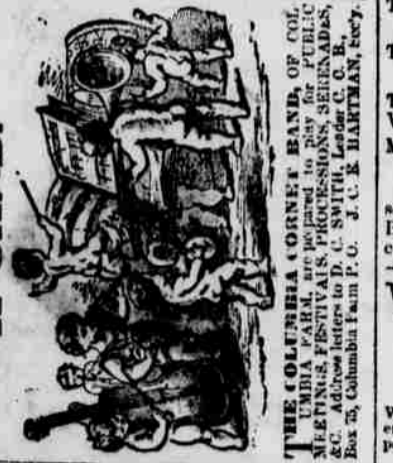 THE COLUMBIA CORNET BAND, OF COL
UMBIA FARM, are prepared to play for PUBLIC
MEETINGS, FESTIVALS, PROCESSIONS, SERENADES,
&C. Address letters to D. C. SMITH, Leader C. C. B.,
Box 35, Columbia Farm P. O. J. C. E. HARTMAN, Sec'y.